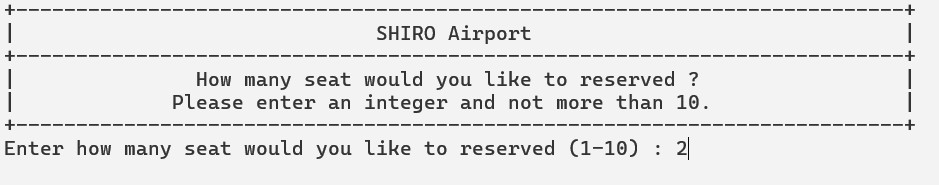 SHIRO Airport
How many seat would you like to reserved ?
Please enter an integer and not more than 10.
Enter how many seat would you like to reserved (1-10) : 2